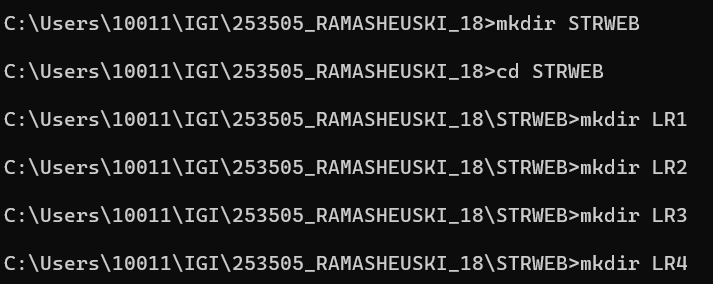 C:\Users\10011\IGI\253505_RAMASHEUSKI_18>mkdir STRWEB
C:\Users\10011\IGI\253505_RAMASHEUSKI_18>cd STRWEB
C:\Users\10011\IGI\253505_RAMASHEUSKI_18\STRWEB>mkdir LR1
C:\Users\10011\IGI\253505_RAMASHEUSKI_18\STRWEB>mkdir LR2
C:\Users\10011\IGI\253505_RAMASHEUSKI_18\STRWEB>mkdir LR3
C:\Users\10011\IGI\253505_RAMASHEUSKI_18\STRWEB>mkdir LR4